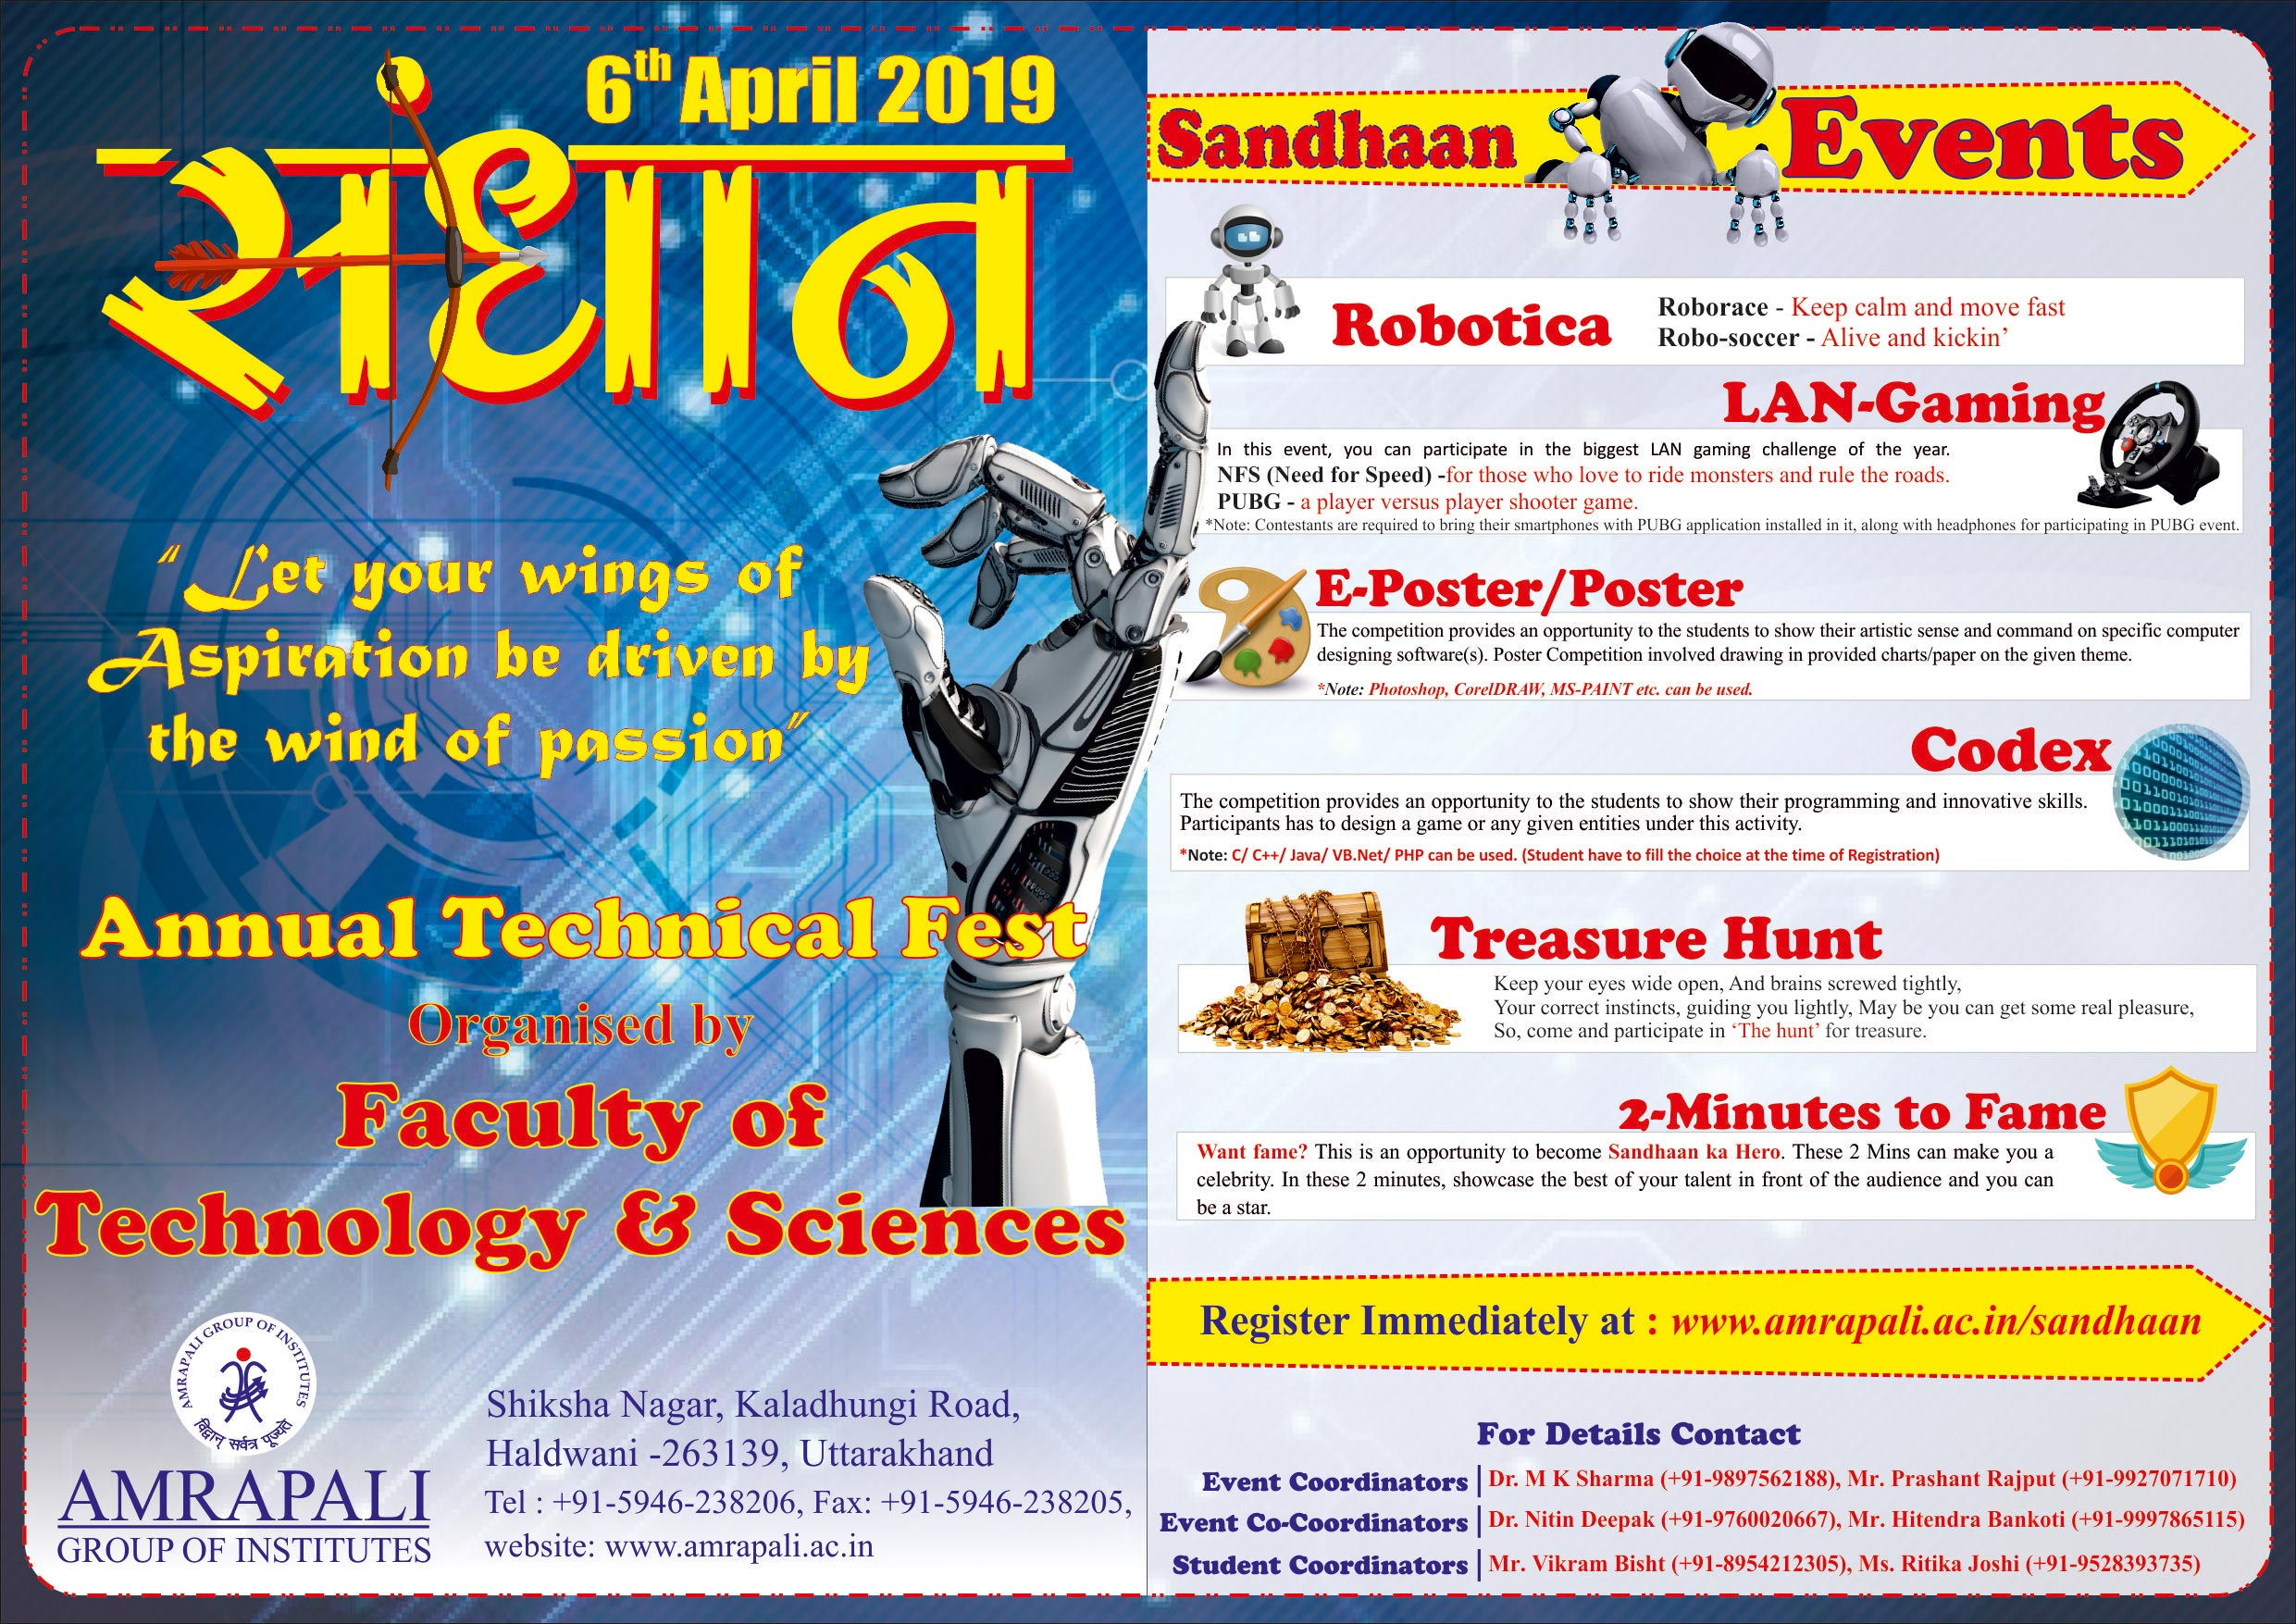 6th April 2019
संधान
“Let your wings of
Aspiration be driven by
the wind of passion”
Annual Technical Fest
Organised by
Faculty of
Technology & Sciences
AMRAPALI GROUP OF INSTITUTES
विद्वान् सर्वत्र पूज्यते
AMRAPALI
GROUP OF INSTITUTES
Shiksha Nagar, Kaladhungi Road,
Haldwani -263139, Uttarakhand
Tel : +91-5946-238206, Fax: +91-5946-238205,
website: www.amrapali.ac.in
Sandhaan Events
Robotica
Roborace - Keep calm and move fast
Robo-soccer - Alive and kickin’
LAN-Gaming
In this event, you can participate in the biggest LAN gaming challenge of the year.
NFS (Need for Speed) -for those who love to ride monsters and rule the roads.
PUBG - a player versus player shooter game.
*Note: Contestants are required to bring their smartphones with PUBG application installed in it, along with headphones for participating in PUBG event.
E-Poster/Poster
The competition provides an opportunity to the students to show their artistic sense and command on specific computer
designing software(s). Poster Competition involved drawing in provided charts/paper on the given theme.
*Note: Photoshop, CorelDRAW, MS-PAINT etc. can be used.
Codex
The competition provides an opportunity to the students to show their programming and innovative skills.
Participants has to design a game or any given entities under this activity.
*Note: C/ C++/ Java/ VB.Net/ PHP can be used. (Student have to fill the choice at the time of Registration)
Treasure Hunt
Keep your eyes wide open, And brains screwed tightly,
Your correct instincts, guiding you lightly, May be you can get some real pleasure,
So, come and participate in ‘The hunt’ for treasure.
2-Minutes to Fame
Want fame? This is an opportunity to become Sandhaan ka Hero. These 2 Mins can make you a
celebrity. In these 2 minutes, showcase the best of your talent in front of the audience and you can
be a star.
Register Immediately at : www.amrapali.ac.in/sandhaan
For Details Contact
Event Coordinators | Dr. M K Sharma (+91-9897562188), Mr. Prashant Rajput (+91-9927071710)
Event Co-Coordinators | Dr. Nitin Deepak (+91-9760020667), Mr. Hitendra Bankoti (+91-9997865115)
Student Coordinators | Mr. Vikram Bisht (+91-8954212305), Ms. Ritika Joshi (+91-9528393735)